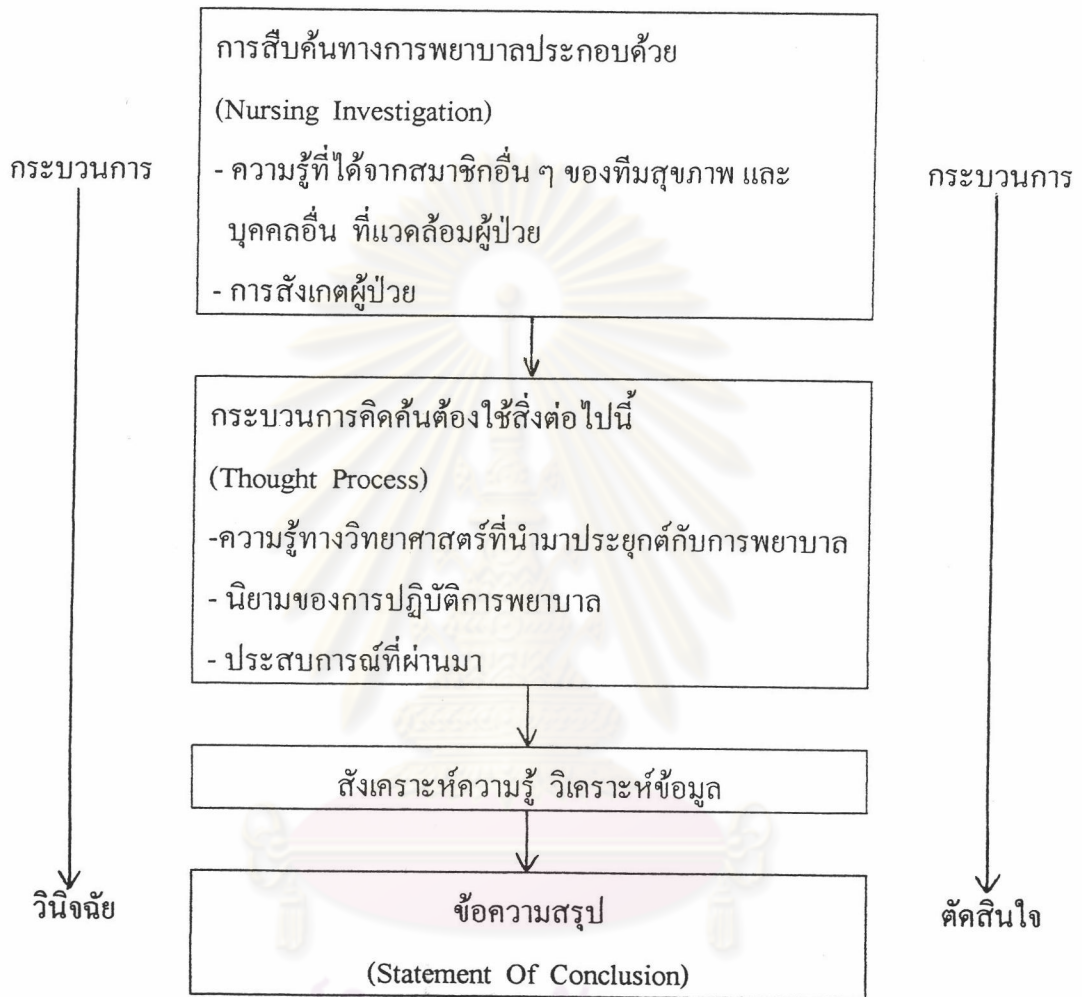 การสืบค้นทางการพยาบาลประกอบด้วย
(Nursing Investigation)
- ความรู้ที่ได้จากสมาชิกอื่น ๆ ของทีมสุขภาพ และ
บุคคลอื่น ที่แวดล้อมผู้ป่วย
- การสังเกตผู้ป่วย
กระบวนการ
กระบวนการ
กระบวนการคิดค้นต้องใช้สิ่งต่อไปนี้
(Thought Process)
-ความรู้ทางวิทยาศาสตร์ที่นำมาประยุกต์กับการพยาบาล
- นิยามของการปฏิบัติการพยาบาล
- ประสบการณ์ที่ผ่านมา
สังเคราะห์ความรู้ วิเคราะห์ข้อมูล
วินิจฉัย
ข้อความสรุป
(Statement Of Conclusion)
ตัดสินใจ